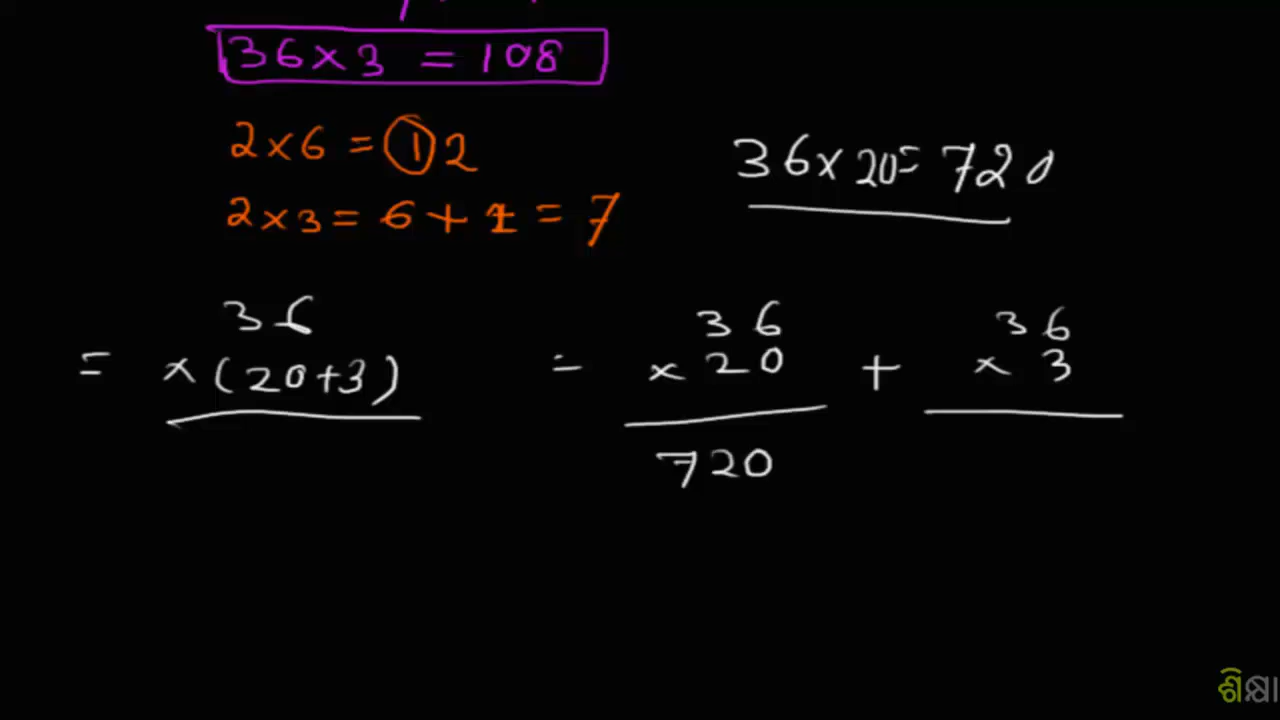 36×3 = 108
2×6 = 12
36×20= 720
2×3= 6+1 = 7
= 36 ×(20+3) = 36 ×20 + 36 ×3
720
ଶିକ୍ଷା